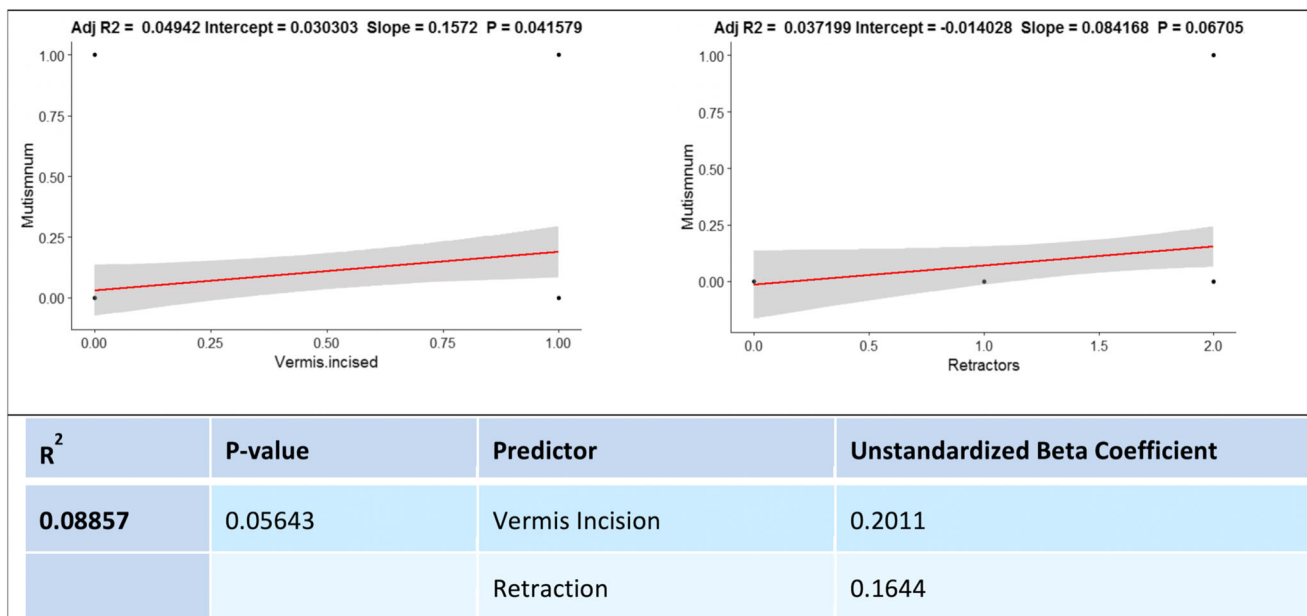 Adj R2 = 0.04942 Intercept = 0.030303 Slope = 0.1572 P = 0.041579
1.00
0.75
0.50
0.25
0.00
Mutismnum
0.00 0.25 0.50 0.75 1.00
Vermis.incised
Adj R2 = 0.037199 Intercept = -0.014028 Slope = 0.084168 P = 0.06705
1.00
0.75
0.50
0.25
0.00
Mutismnum
0.0 0.5 1.0 1.5 2.0
Retractors
R2 P-value Predictor Unstandardized Beta Coefficient
0.08857 0.05643 Vermis Incision 0.2011
Retraction 0.1644